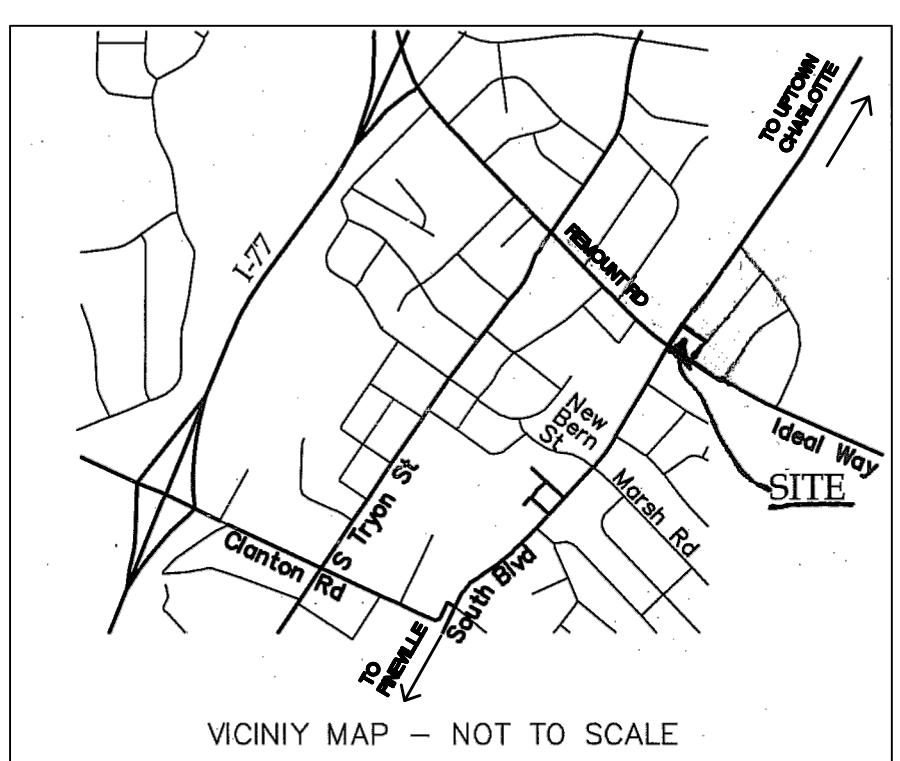 TO UPTOWN
CHARLOTTE
I-77
REMOUNT RD
New
Bern
St
Ideal Way
SITE
Marsh Rd
S Tryon St
Clanton Rd
South Blvd
TO
PINEVILLE
VICINIY MAP – NOT TO SCALE